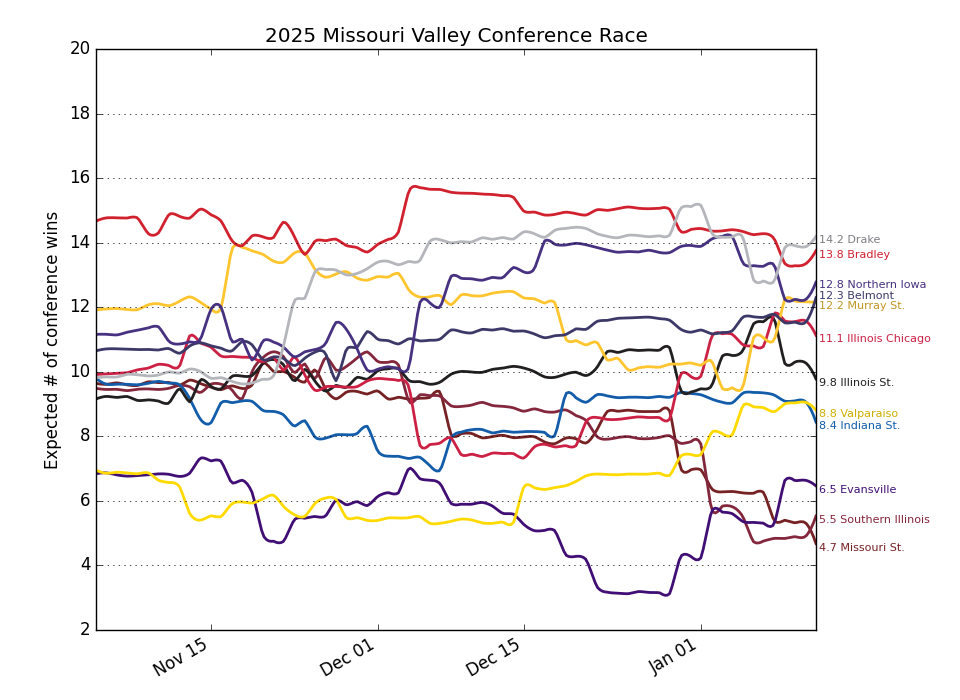 2025 Missouri Valley Conference Race
Expected # of conference wins
20
18
16
14
12
10
8
6
4
2
14.2 Drake
13.8 Bradley
12.8 Northern Iowa
12.3 Belmont
12.2 Murray St.
11.1 Illinois Chicago
9.8 Illinois St.
8.8 Valparaiso
8.4 Indiana St.
6.5 Evansville
5.5 Southern Illinois
4.7 Missouri St.
Nov 15
Dec 01
Dec 15
Jan 01